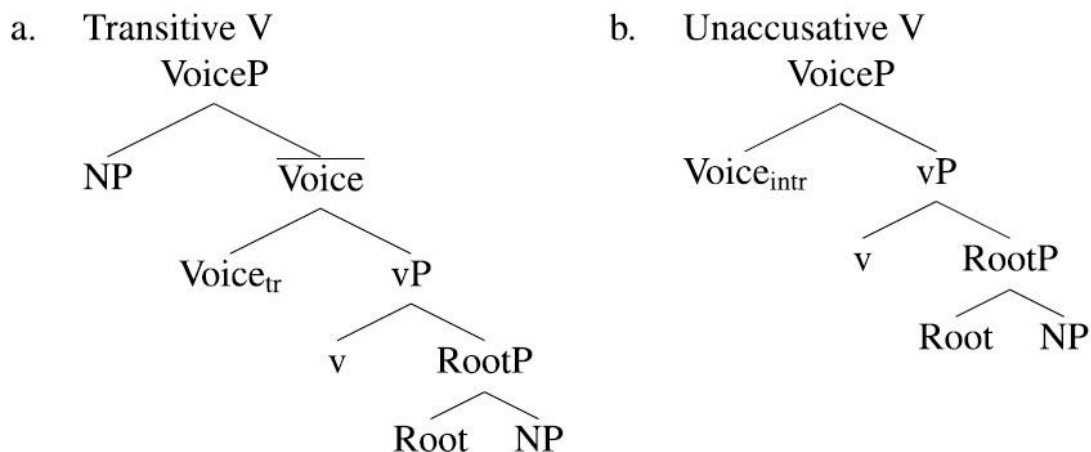 a. Transitive V
VoiceP
NP Voice
Voice_tr vP
v RootP
Root NP
b. Unaccusative V
VoiceP
Voice_intr vP
v RootP
Root NP